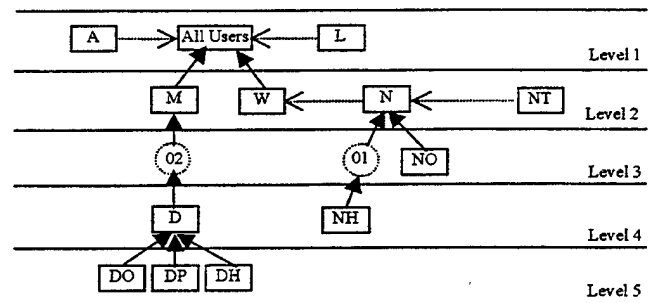 A All Users L
Level 1
M W N NT
Level 2
02 01 NO
Level 3
D NH
Level 4
DO DP DH
Level 5